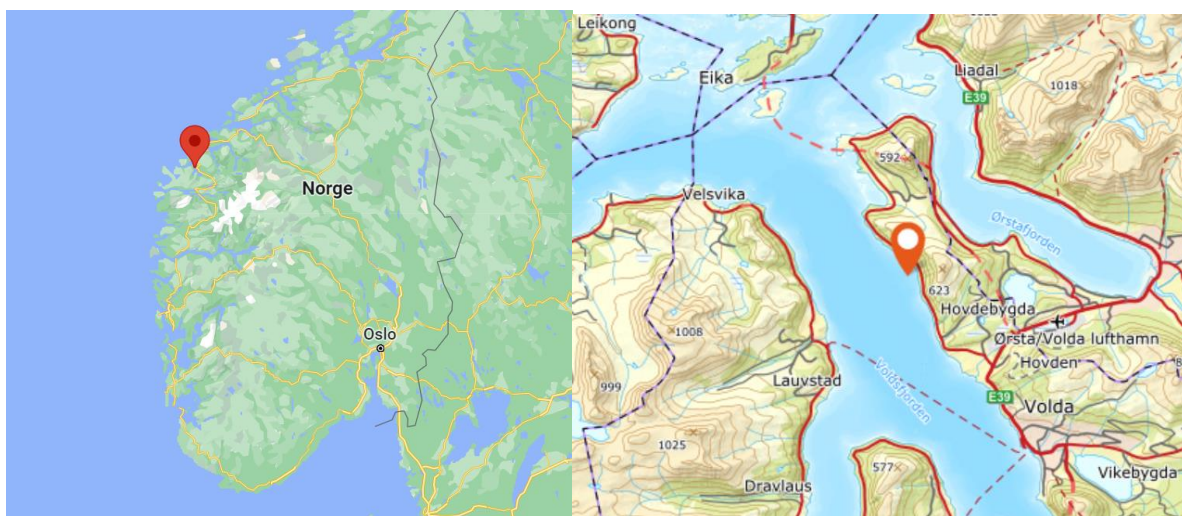 Norge
Oslo
Leikong
Eika
Liadal
E39
1018
592
Velsvika
Ørstafjorden
623
Hovdebygda
1008
Ørsta/Volda lufthamn
Hovden
999
Lauvstad
Voldsfjorden
E39
Volda
1025
577
Vikebygda
Dravlaus